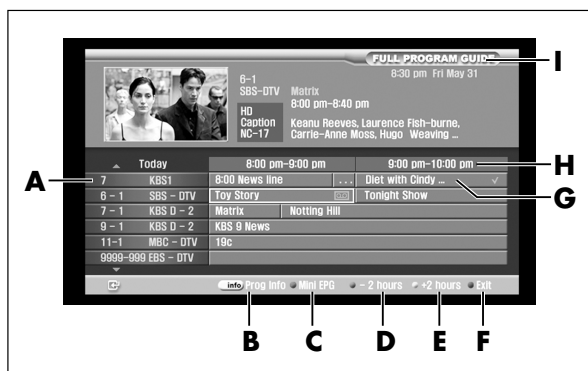 FULL PROGRAM GUIDE
I
8:30 pm Fri May 31
6-1
SBS-DTV
Matrix
8:00 pm-8:40 pm
HD
Caption
NC-17
Keanu Reeves, Laurence Fish-burne,
Carrie-Anne Moss, Hugo Weaving ...
Today
8:00 pm-9:00 pm
9:00 pm-10:00 pm
H
A
7 KBS1 8:00 News line ... Diet with Cindy ...
G
6 - 1 SBS - DTV Toy Story Tonight Show
7 - 1 KBS D - 2 Matrix Notting Hill
9 - 1 KBS D - 2 KBS 9 News
11-1 MBC - DTV 19c
9999-999 EBS - DTV
info Prog Info Mini EPG - 2 hours +2 hours Exit
B C D E F